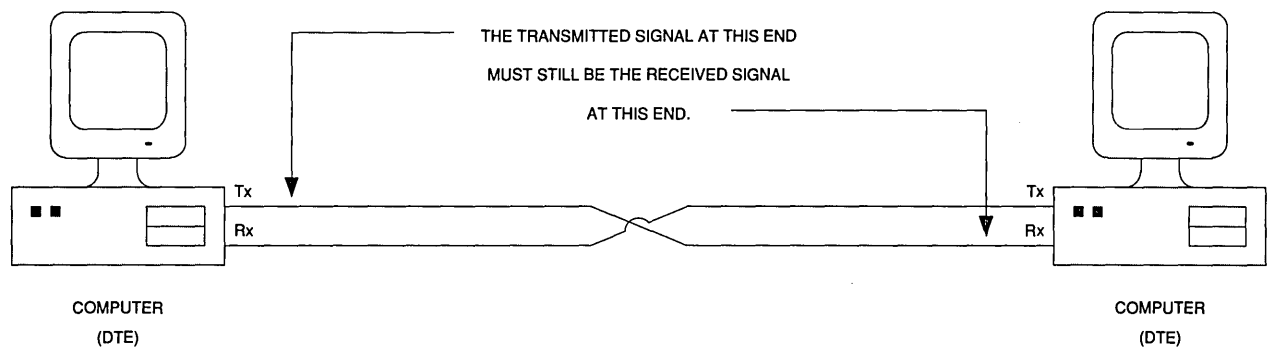 THE TRANSMITTED SIGNAL AT THIS END
MUST STILL BE THE RECEIVED SIGNAL
AT THIS END.
Tx
Tx
Rx
Rx
COMPUTER
(DTE)
COMPUTER
(DTE)